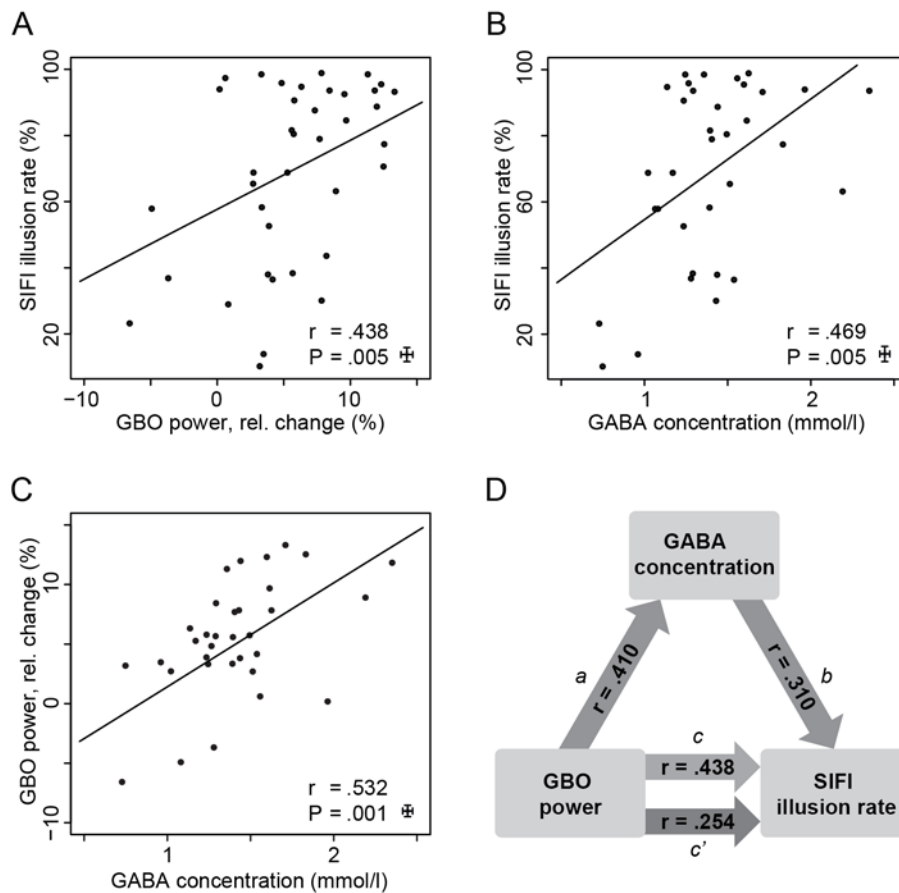 A
SIFI illusion rate (%)
100
60
20
r = .438
P = .005
−10
0
10
GBO power, rel. change (%)
B
SIFI illusion rate (%)
100
60
20
r = .469
P = .005
1
2
GABA concentration (mmol/l)
C
GBO power, rel. change (%)
10
0
−10
r = .532
P = .001
1
2
GABA concentration (mmol/l)
D
GABA
concentration
a
r = .410
r = .310
b
c
GBO
power
r = .438
r = .254
c'
SIFI
illusion rate